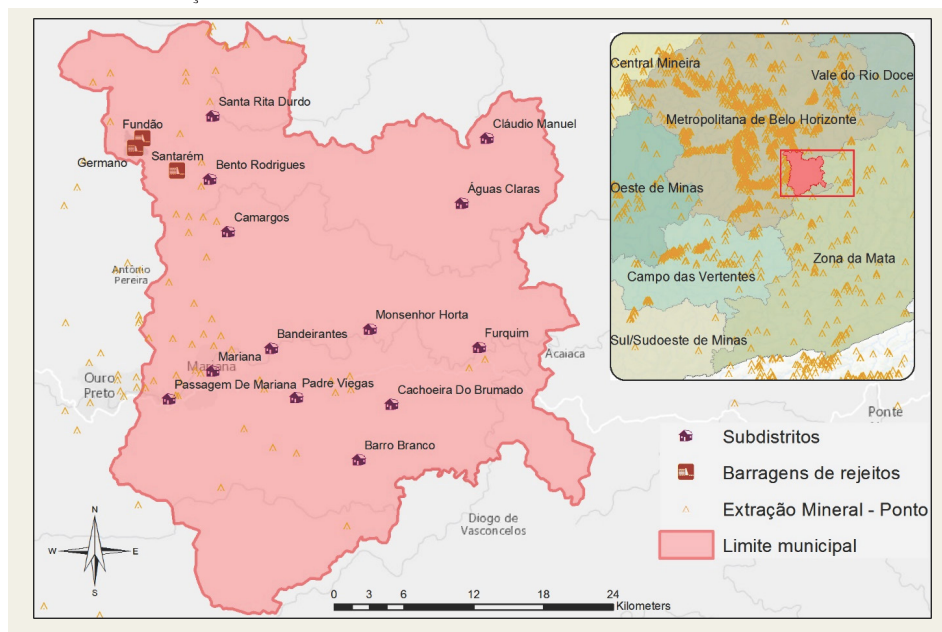 Santa Rita Durdo
Fundão
Germano
Santarém
Bento Rodrigues
Cláudio Manuel
Águas Claras
Camargos
Antônio
Pereira
Monsenhor Horta
Bandeirantes
Furquim
Acaiaca
Mariana
Mariana
Ouro
Preto
Passagem De Mariana
Padre Viegas
Cachoeira Do Brumado
Barro Branco
Diogo de
Vasconcelos
Ponte
Central Mineira
Vale do Rio Doce
Metropolitana de Belo Horizonte
Oeste de Minas
Zona da Mata
Campo das Vertentes
Sul/Sudoeste de Minas
Subdistritos
Barragens de rejeitos
Extração Mineral - Ponto
Limite municipal
N
W E
S
0 3 6 12 18 24
Kilometers